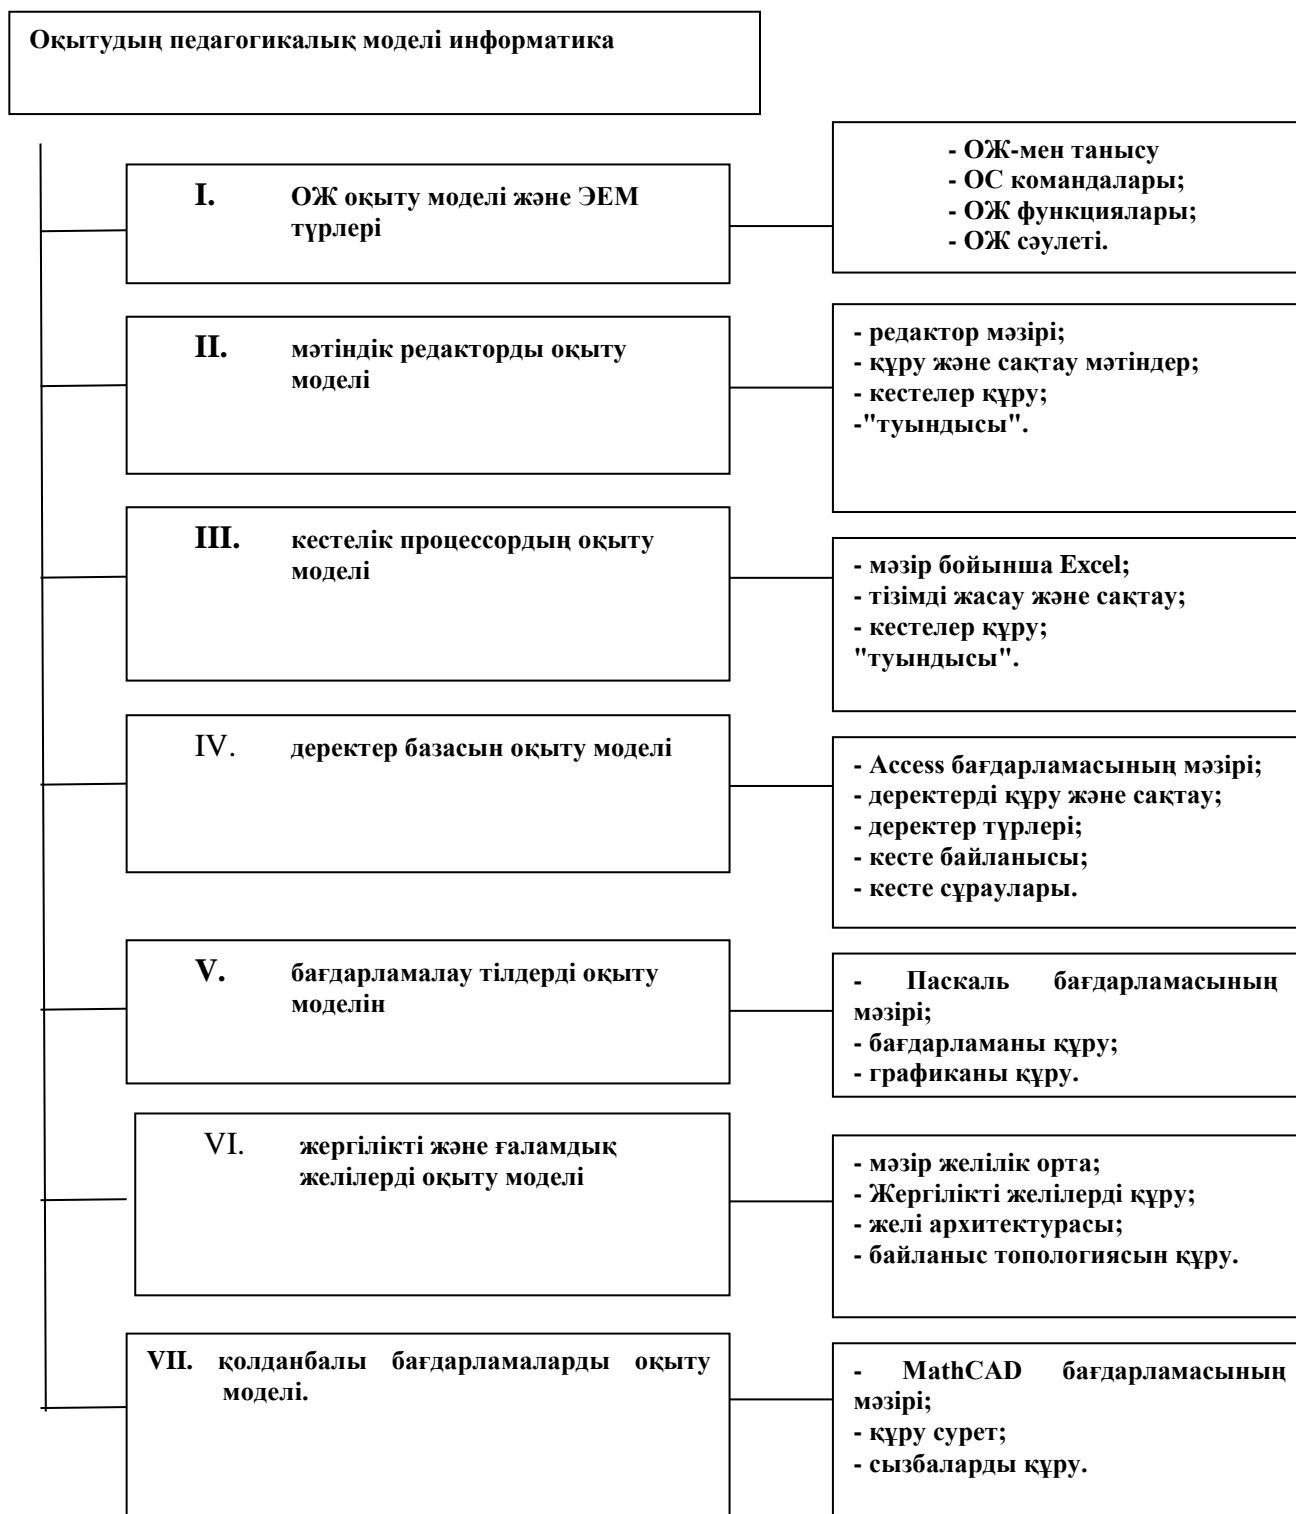 Оқытудың педагогикалық моделі информатика
I. ОЖ оқыту моделі және ЭЕМ
түрлері
- ОЖ-мен танысу
- ОС командалары;
- ОЖ функциялары;
- ОЖ сәулеті.
II. мәтіндік редакторды оқыту
моделі
- редактор мәзірі;
- құру және сақтау мәтіндер;
- кестелер құру;
-"туындысы".
III. кестелік процессордың оқыту
моделі
- мәзір бойынша Excel;
- тізімді жасау және сақтау;
- кестелер құру;
"туындысы".
IV. деректер базасын оқыту моделі
- Access бағдарламасының мәзірі;
- деректерді құру және сақтау;
- деректер түрлері;
- кесте байланысы;
- кесте сұраулары.
V. бағдарламалау тілдерді оқыту
моделін
- Паскаль бағдарламасының
мәзірі;
- бағдарламаны құру;
- графиканы құру.
VI. жергілікті және ғаламдық
желілерді оқыту моделі
- мәзір желілік орта;
- Жергілікті желілерді құру;
- желі архитектурасы;
- байланыс топологиясын құру.
VII. қолданбалы бағдарламаларды оқыту
моделі.
- MathCAD бағдарламасының
мәзірі;
- құру сурет;
- сызбаларды құру.